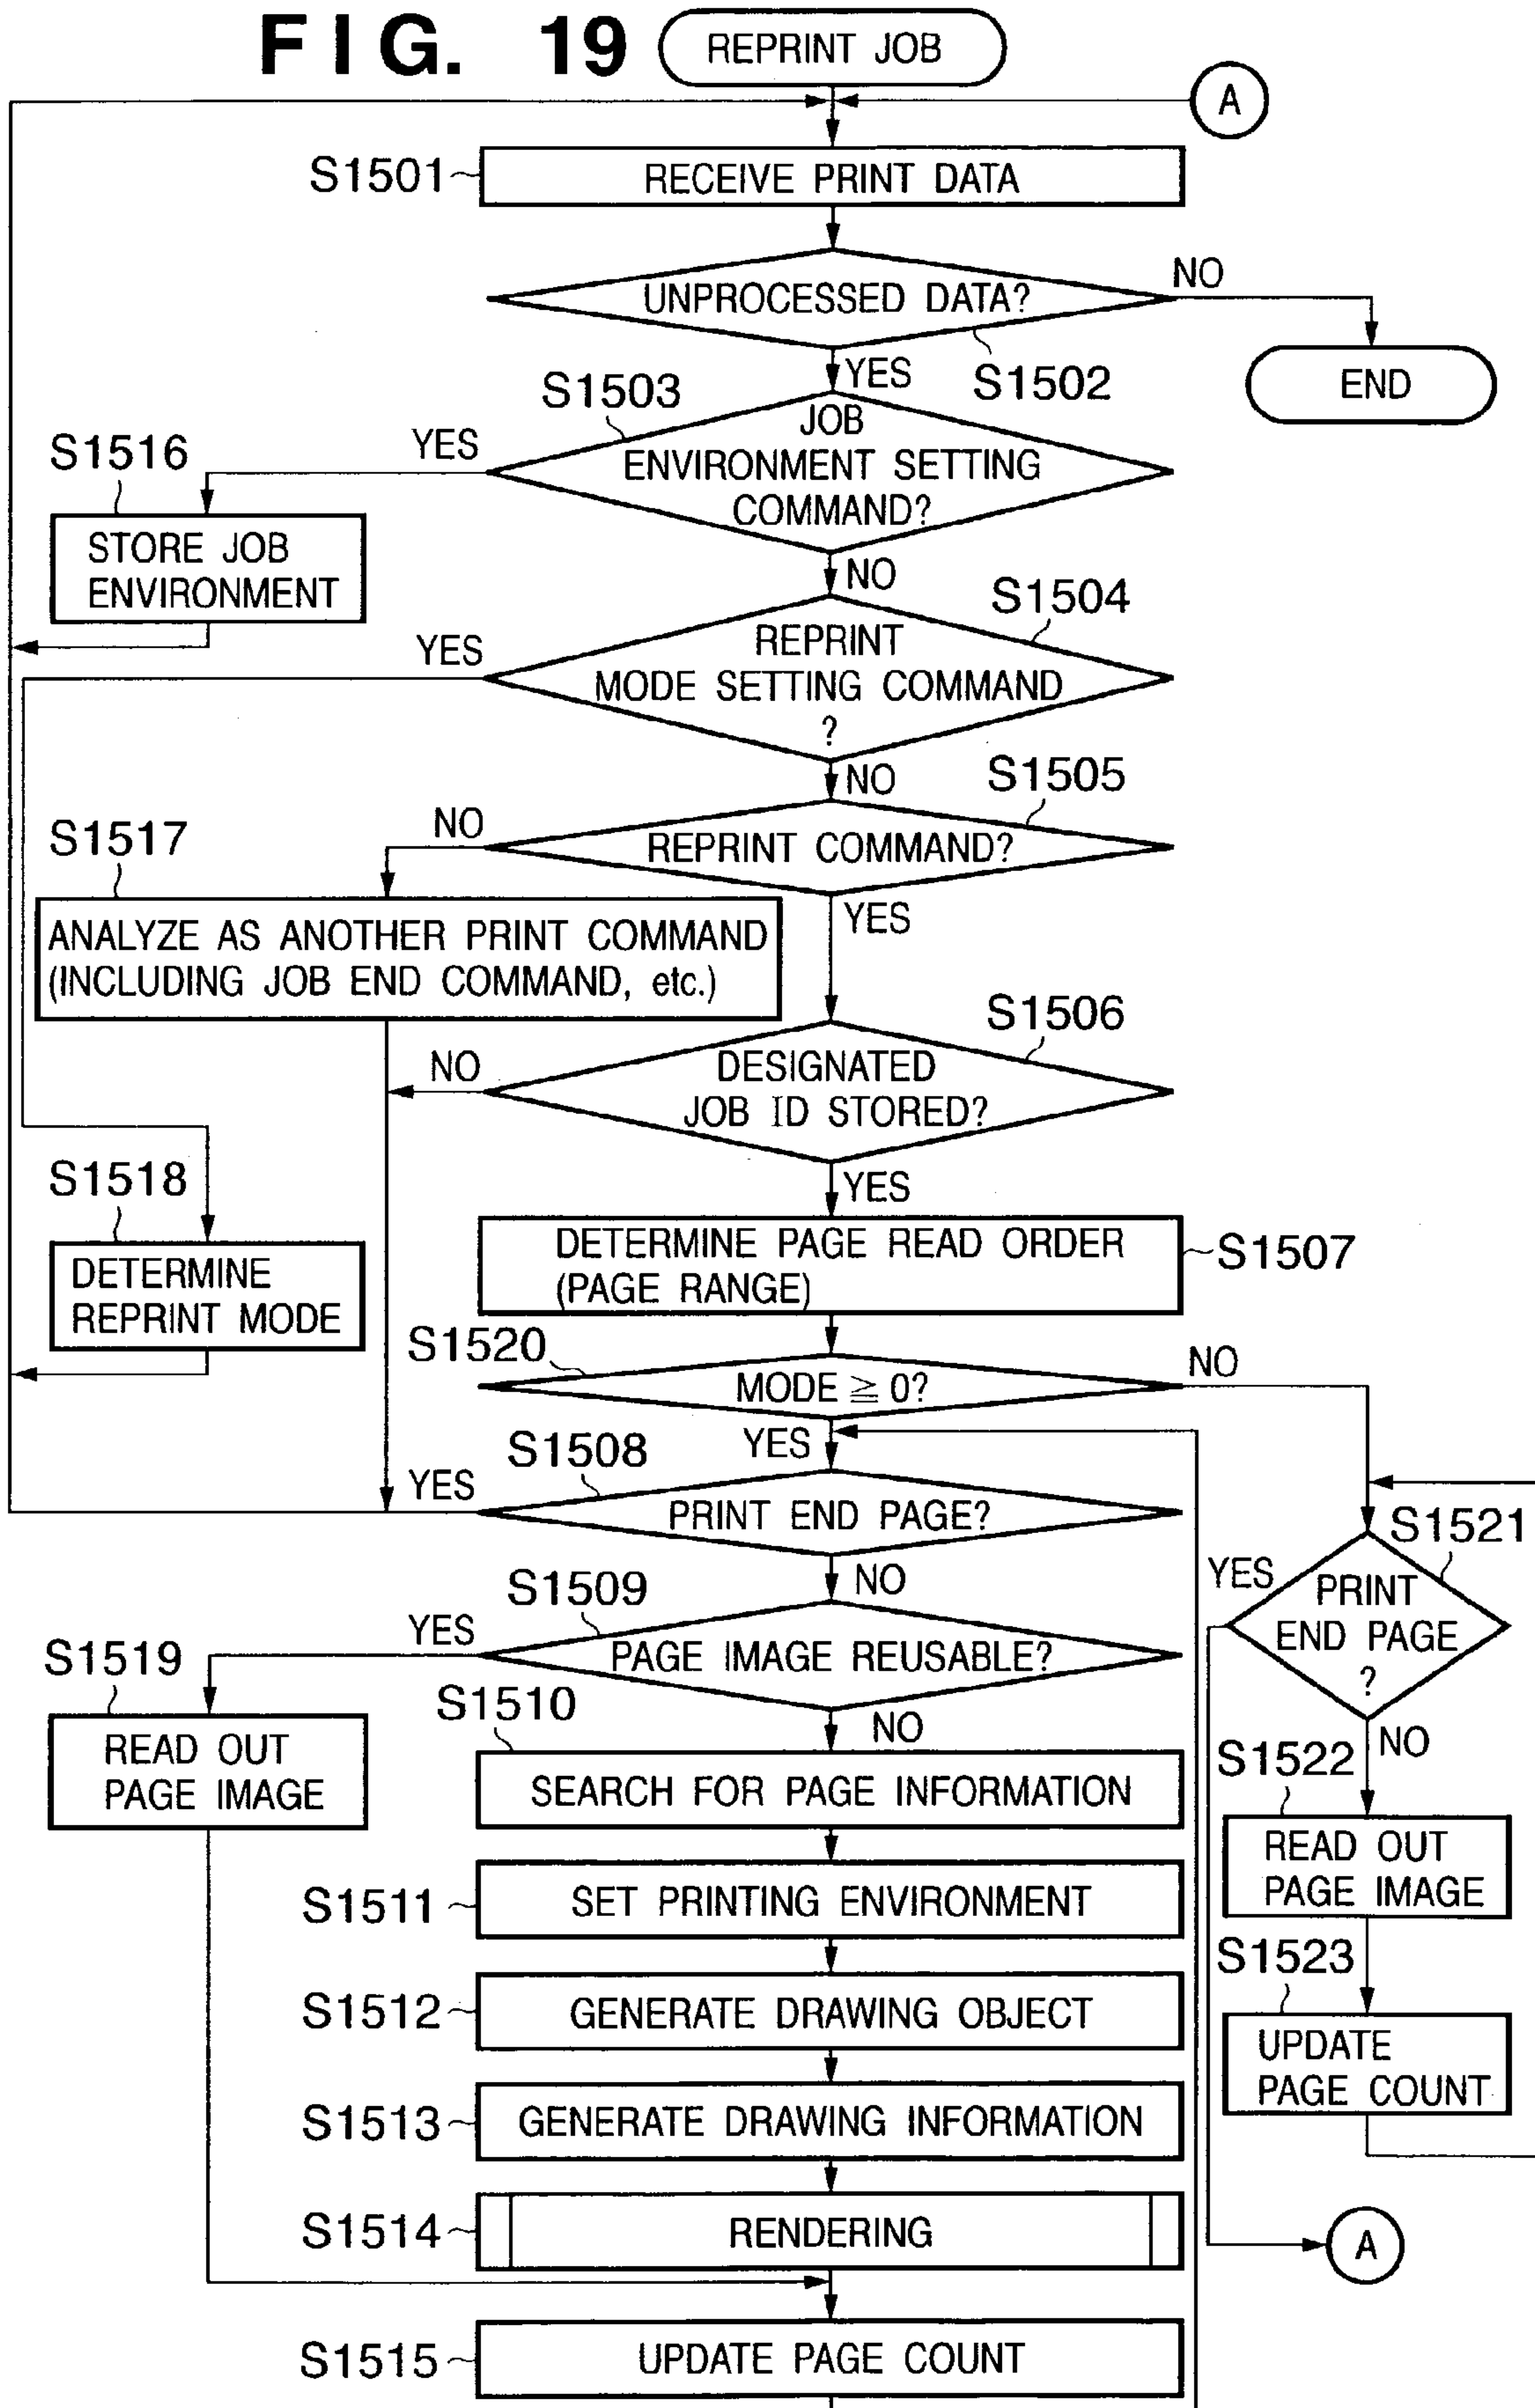 FIG. 19
REPRINT JOB
A
S1501
RECEIVE PRINT DATA
UNPROCESSED DATA?
NO
S1502
END
YES
S1503
JOB
ENVIRONMENT SETTING
COMMAND?
YES
S1516
STORE JOB
ENVIRONMENT
NO
S1504
REPRINT
MODE SETTING COMMAND
?
YES
NO
S1505
REPRINT COMMAND?
NO
S1517
ANALYZE AS ANOTHER PRINT COMMAND
(INCLUDING JOB END COMMAND, etc.)
YES
S1506
DESIGNATED
JOB ID STORED?
NO
YES
S1518
DETERMINE
REPRINT MODE
DETERMINE PAGE READ ORDER
(PAGE RANGE)
S1507
S1520
MODE ≧ 0?
NO
YES
S1508
PRINT END PAGE?
YES
NO
S1521
PRINT
END PAGE
?
YES
NO
S1509
PAGE IMAGE REUSABLE?
YES
S1519
READ OUT
PAGE IMAGE
NO
S1510
SEARCH FOR PAGE INFORMATION
S1522
READ OUT
PAGE IMAGE
S1511
SET PRINTING ENVIRONMENT
S1523
UPDATE
PAGE COUNT
S1512
GENERATE DRAWING OBJECT
S1513
GENERATE DRAWING INFORMATION
S1514
RENDERING
A
S1515
UPDATE PAGE COUNT